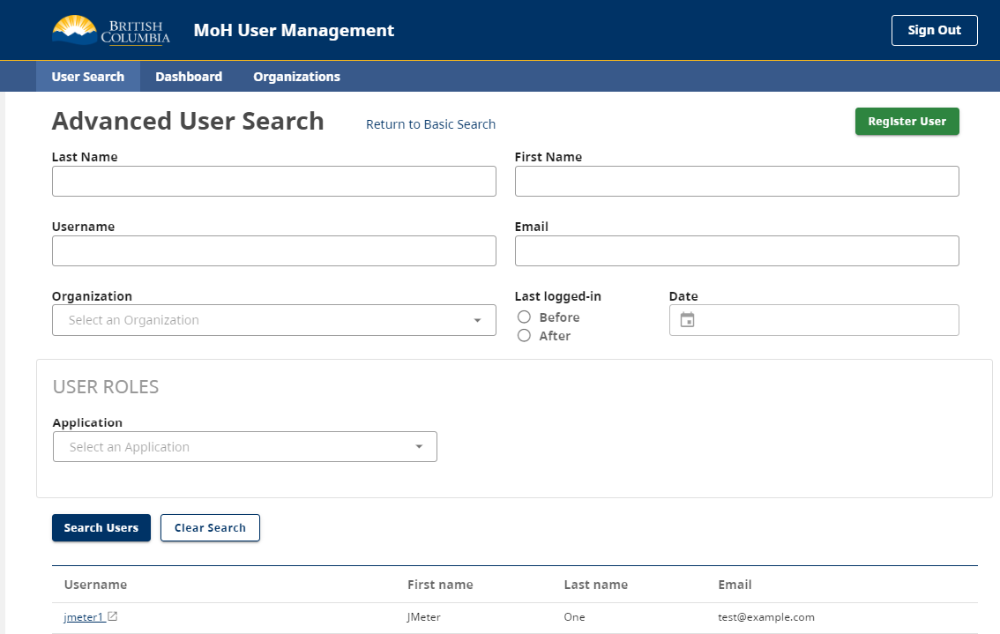 BRITISH
COLUMBIA
MoH User Management
Sign Out
User Search Dashboard Organizations
Advanced User Search Return to Basic Search Register User
Last Name First Name
Username Email
Organization Last logged-in Date
Select an Organization Before
After
USER ROLES
Application
Select an Application
Search Users Clear Search
Username First name Last name Email
jmeter1 JMeter One test@example.com